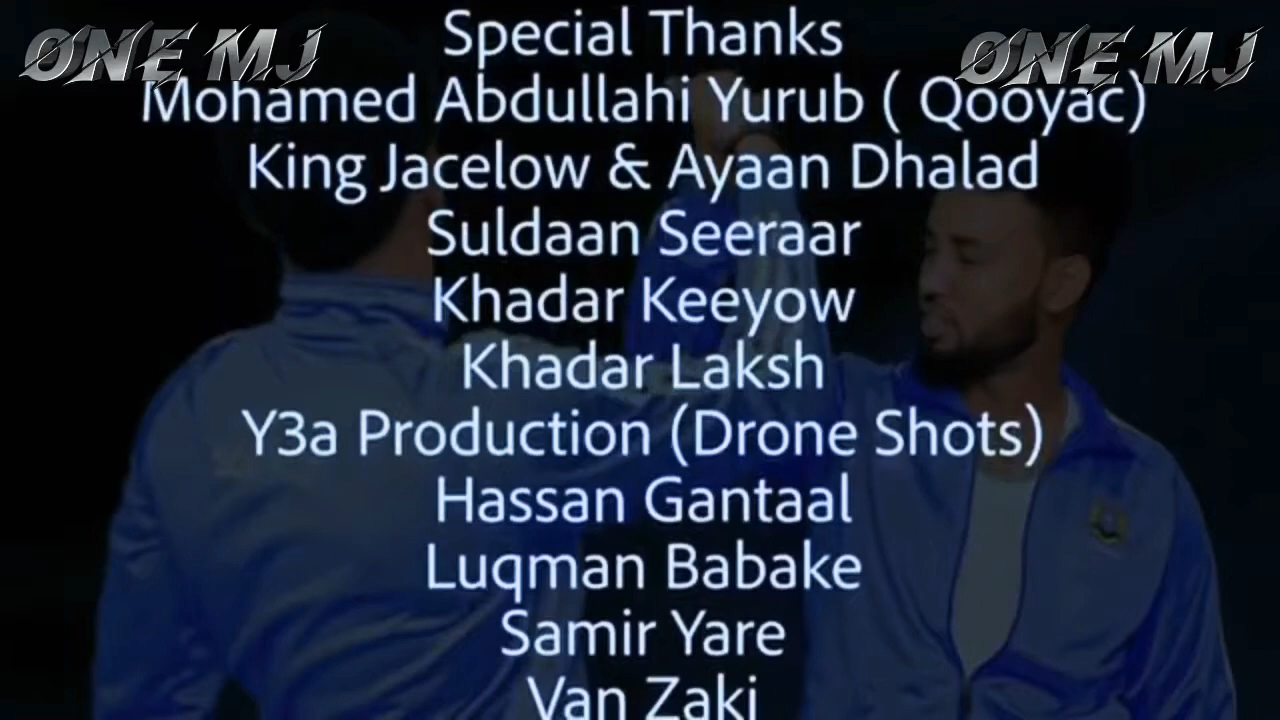 ONE MJ
ONE MJ
Special Thanks
Mohamed Abdullahi Yurub ( Qooyac)
King Jacelow & Ayaan Dhalad
Suldaan Seeraar
Khadar Keeyow
Khadar Laksh
Y3a Production (Drone Shots)
Hassan Gantaal
Luqman Babake
Samir Yare
Van Zaki